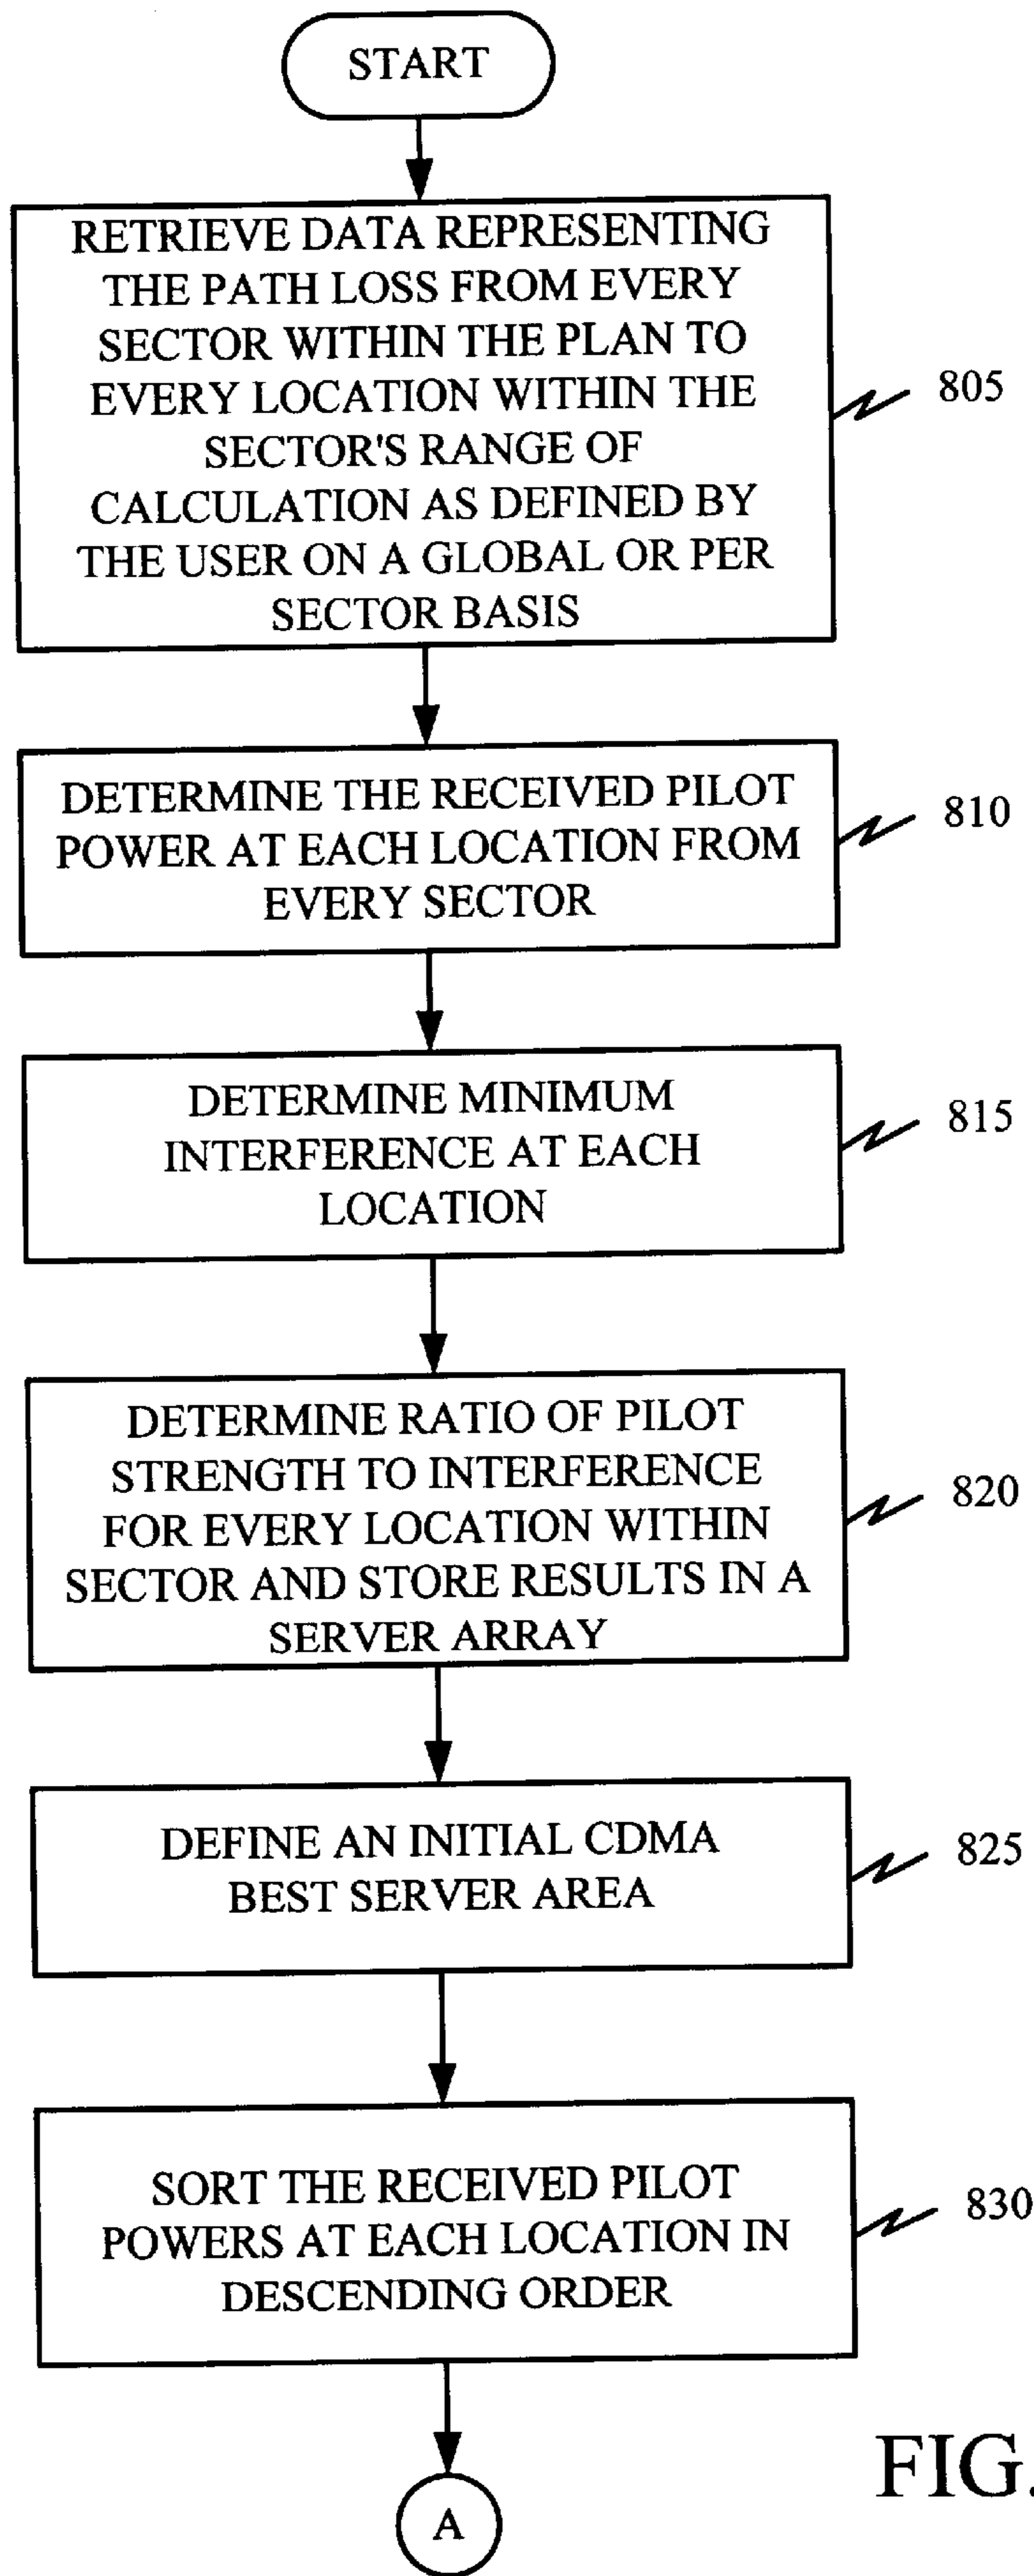 START
RETRIEVE DATA REPRESENTING
THE PATH LOSS FROM EVERY
SECTOR WITHIN THE PLAN TO
EVERY LOCATION WITHIN THE
SECTOR'S RANGE OF
CALCULATION AS DEFINED BY
THE USER ON A GLOBAL OR PER
SECTOR BASIS
805
DETERMINE THE RECEIVED PILOT
POWER AT EACH LOCATION FROM
EVERY SECTOR
810
DETERMINE MINIMUM
INTERFERENCE AT EACH
LOCATION
815
DETERMINE RATIO OF PILOT
STRENGTH TO INTERFERENCE
FOR EVERY LOCATION WITHIN
SECTOR AND STORE RESULTS IN A
SERVER ARRAY
820
DEFINE AN INITIAL CDMA
BEST SERVER AREA
825
SORT THE RECEIVED PILOT
POWERS AT EACH LOCATION IN
DESCENDING ORDER
830
A
FIG.